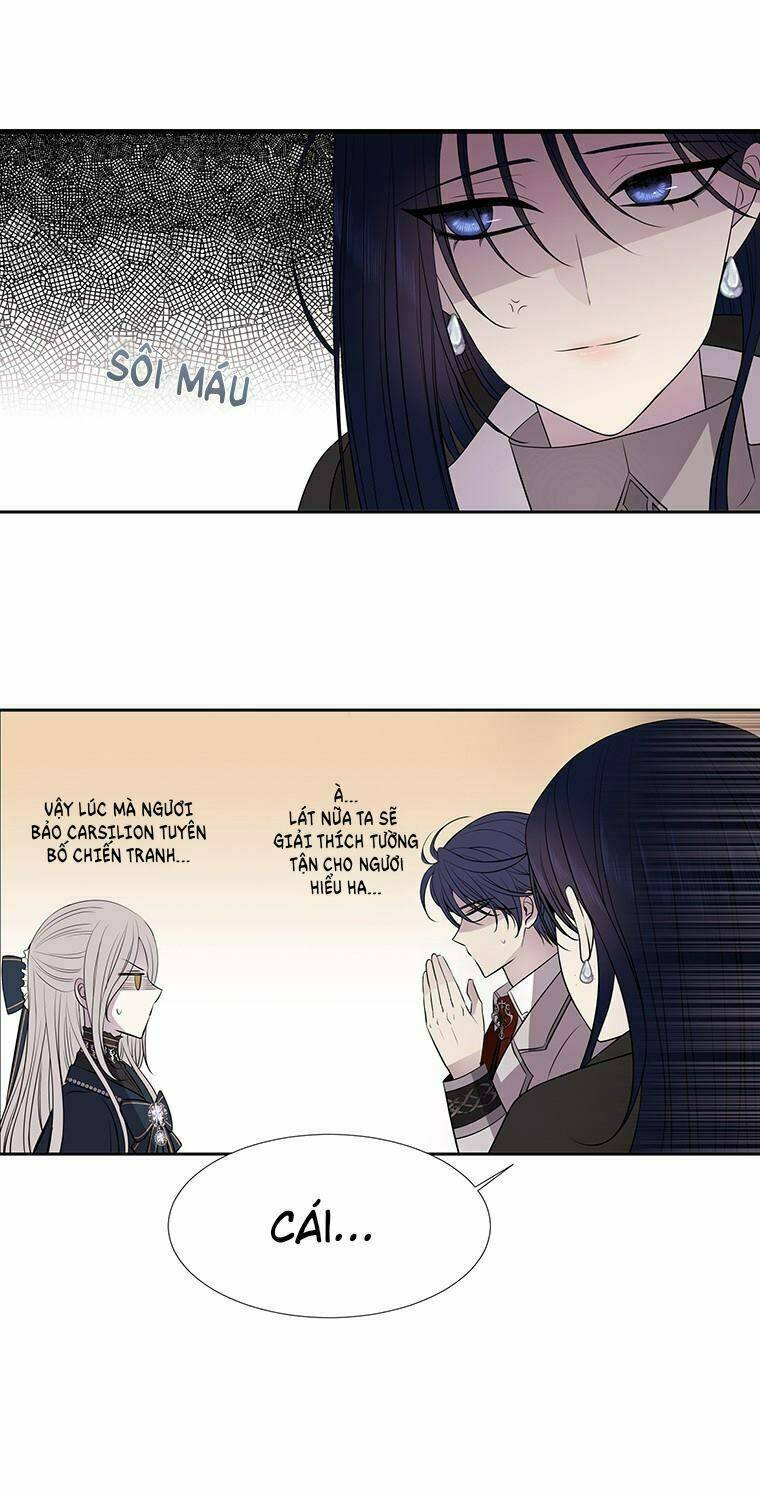 SÔI MÁU
VẬY LÚC MÀ NGƯƠI
BẢO CARSILION TUYÊN
BỐ CHIẾN TRANH...
À...
LÁT NỮA TA SẼ
GIẢI THÍCH TƯỜNG
TẬN CHO NGƯƠI
HIỂU HA...
CÁI...